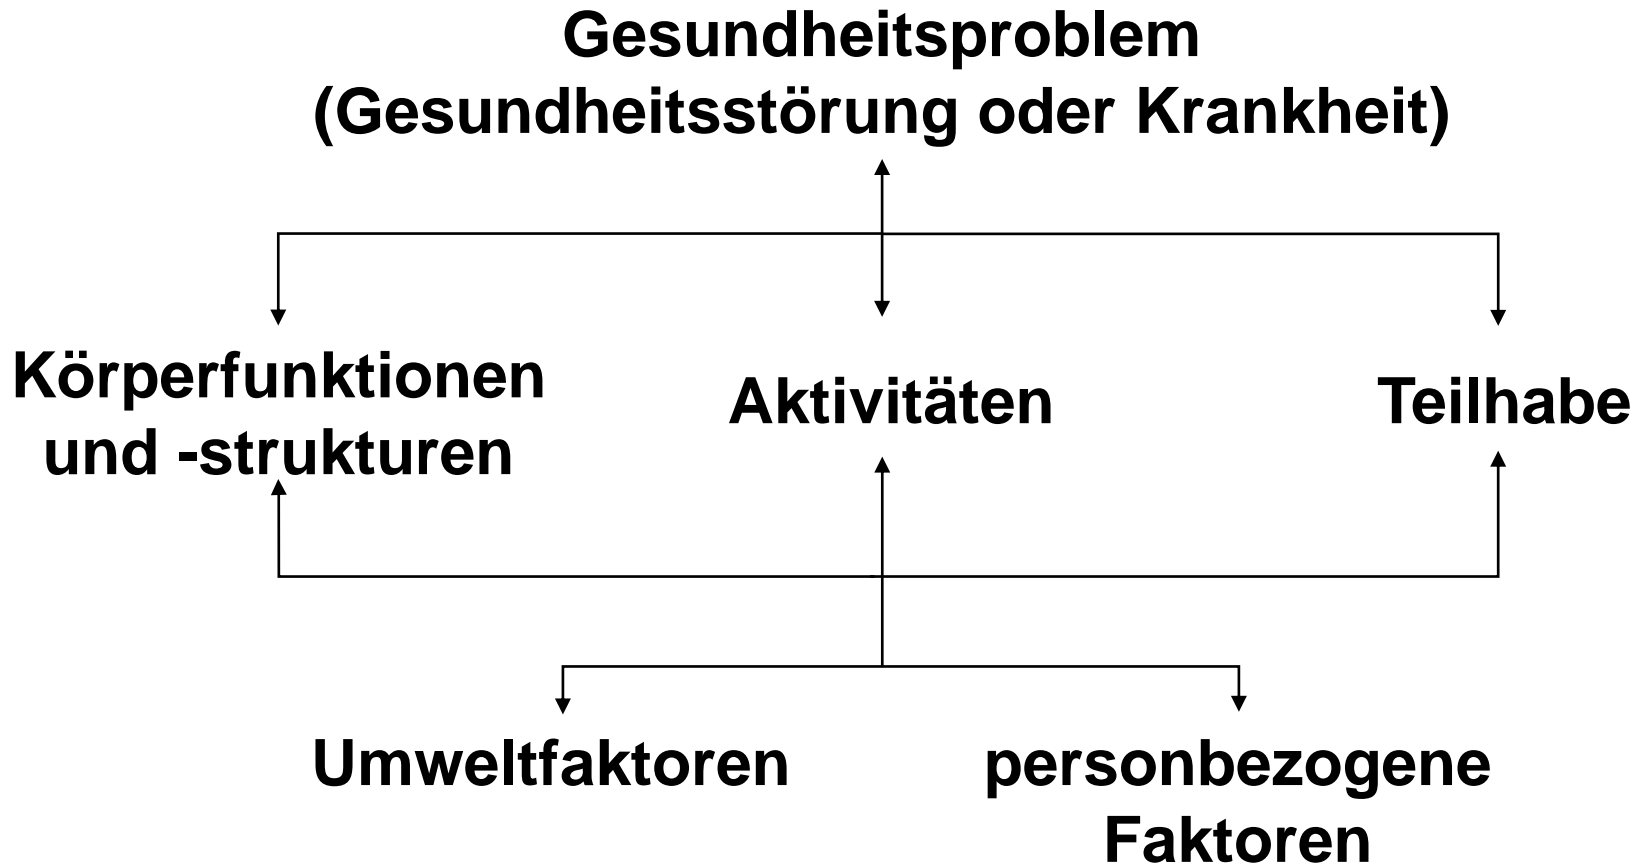 Gesundheitsproblem
(Gesundheitsstörung oder Krankheit)
Körperfunktionen
und -strukturen
Aktivitäten
Teilhabe
Umweltfaktoren
personbezogene
Faktoren